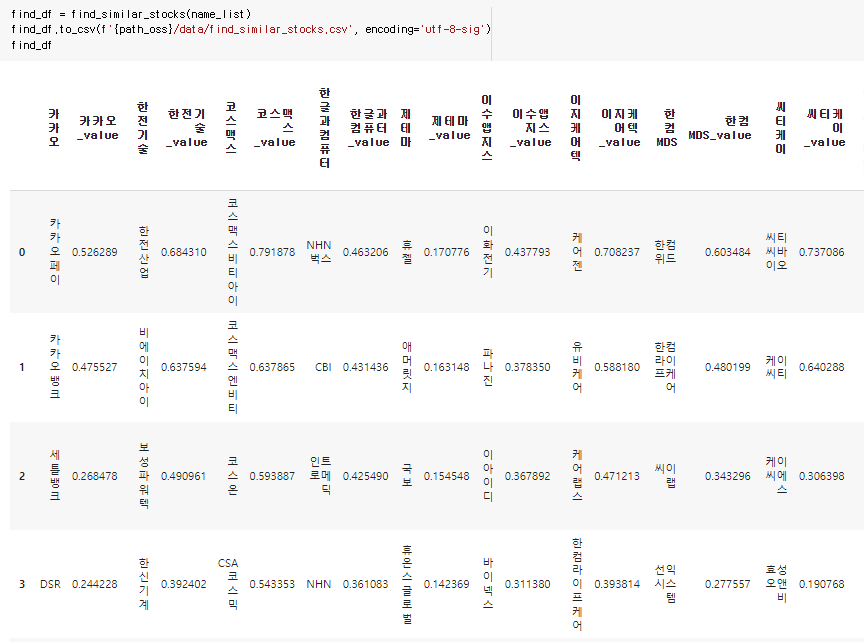 find_df = find_similar_stocks(name_list)
find_df.to_csv(f'{path_oss}/data/find_similar_stocks.csv', encoding='utf-8-sig')
find_df
카카오 카카오_value 한전기술 한전기술_value 코스맥스 코스맥스_value 한글과컴퓨터 한글과컴퓨터_value 제테마 제테마_value 이수앱지스 이수앱지스_value 이지케어텍 이지케어텍_value 한컴MDS 한컴MDS_value 씨티케이 씨티케이_value
0 카카오페이 0.526289 한전산업 0.684310 코스맥스비티아이 0.791878 NHN벅스 0.463206 휴젤 0.170776 이화전기 0.437793 케어젠 0.708237 한컴위드 0.603484 씨티씨바이오 0.737086
1 카카오뱅크 0.475527 비에이치아이 0.637594 코스맥스엔비티 0.637865 CBI 0.431436 애머릿지 0.163148 파나진 0.378350 유비케어 0.588180 한컴라이프케어 0.480199 케이씨티 0.640288
2 세틀뱅크 0.268478 보성파워텍 0.490961 코스온 0.593887 인트로메딕 0.425490 국보 0.154548 이아이디 0.367892 케어랩스 0.471213 씨이랩 0.343296 케이씨에스 0.306398
3 DSR 0.244228 한신기계 0.392402 CSA 코스믹 0.543353 NHN 0.361083 휴온스글로벌 0.142369 바이넥스 0.311380 한컴라이프케어 0.393814 선익시스템 0.277557 효성오앤비 0.190768